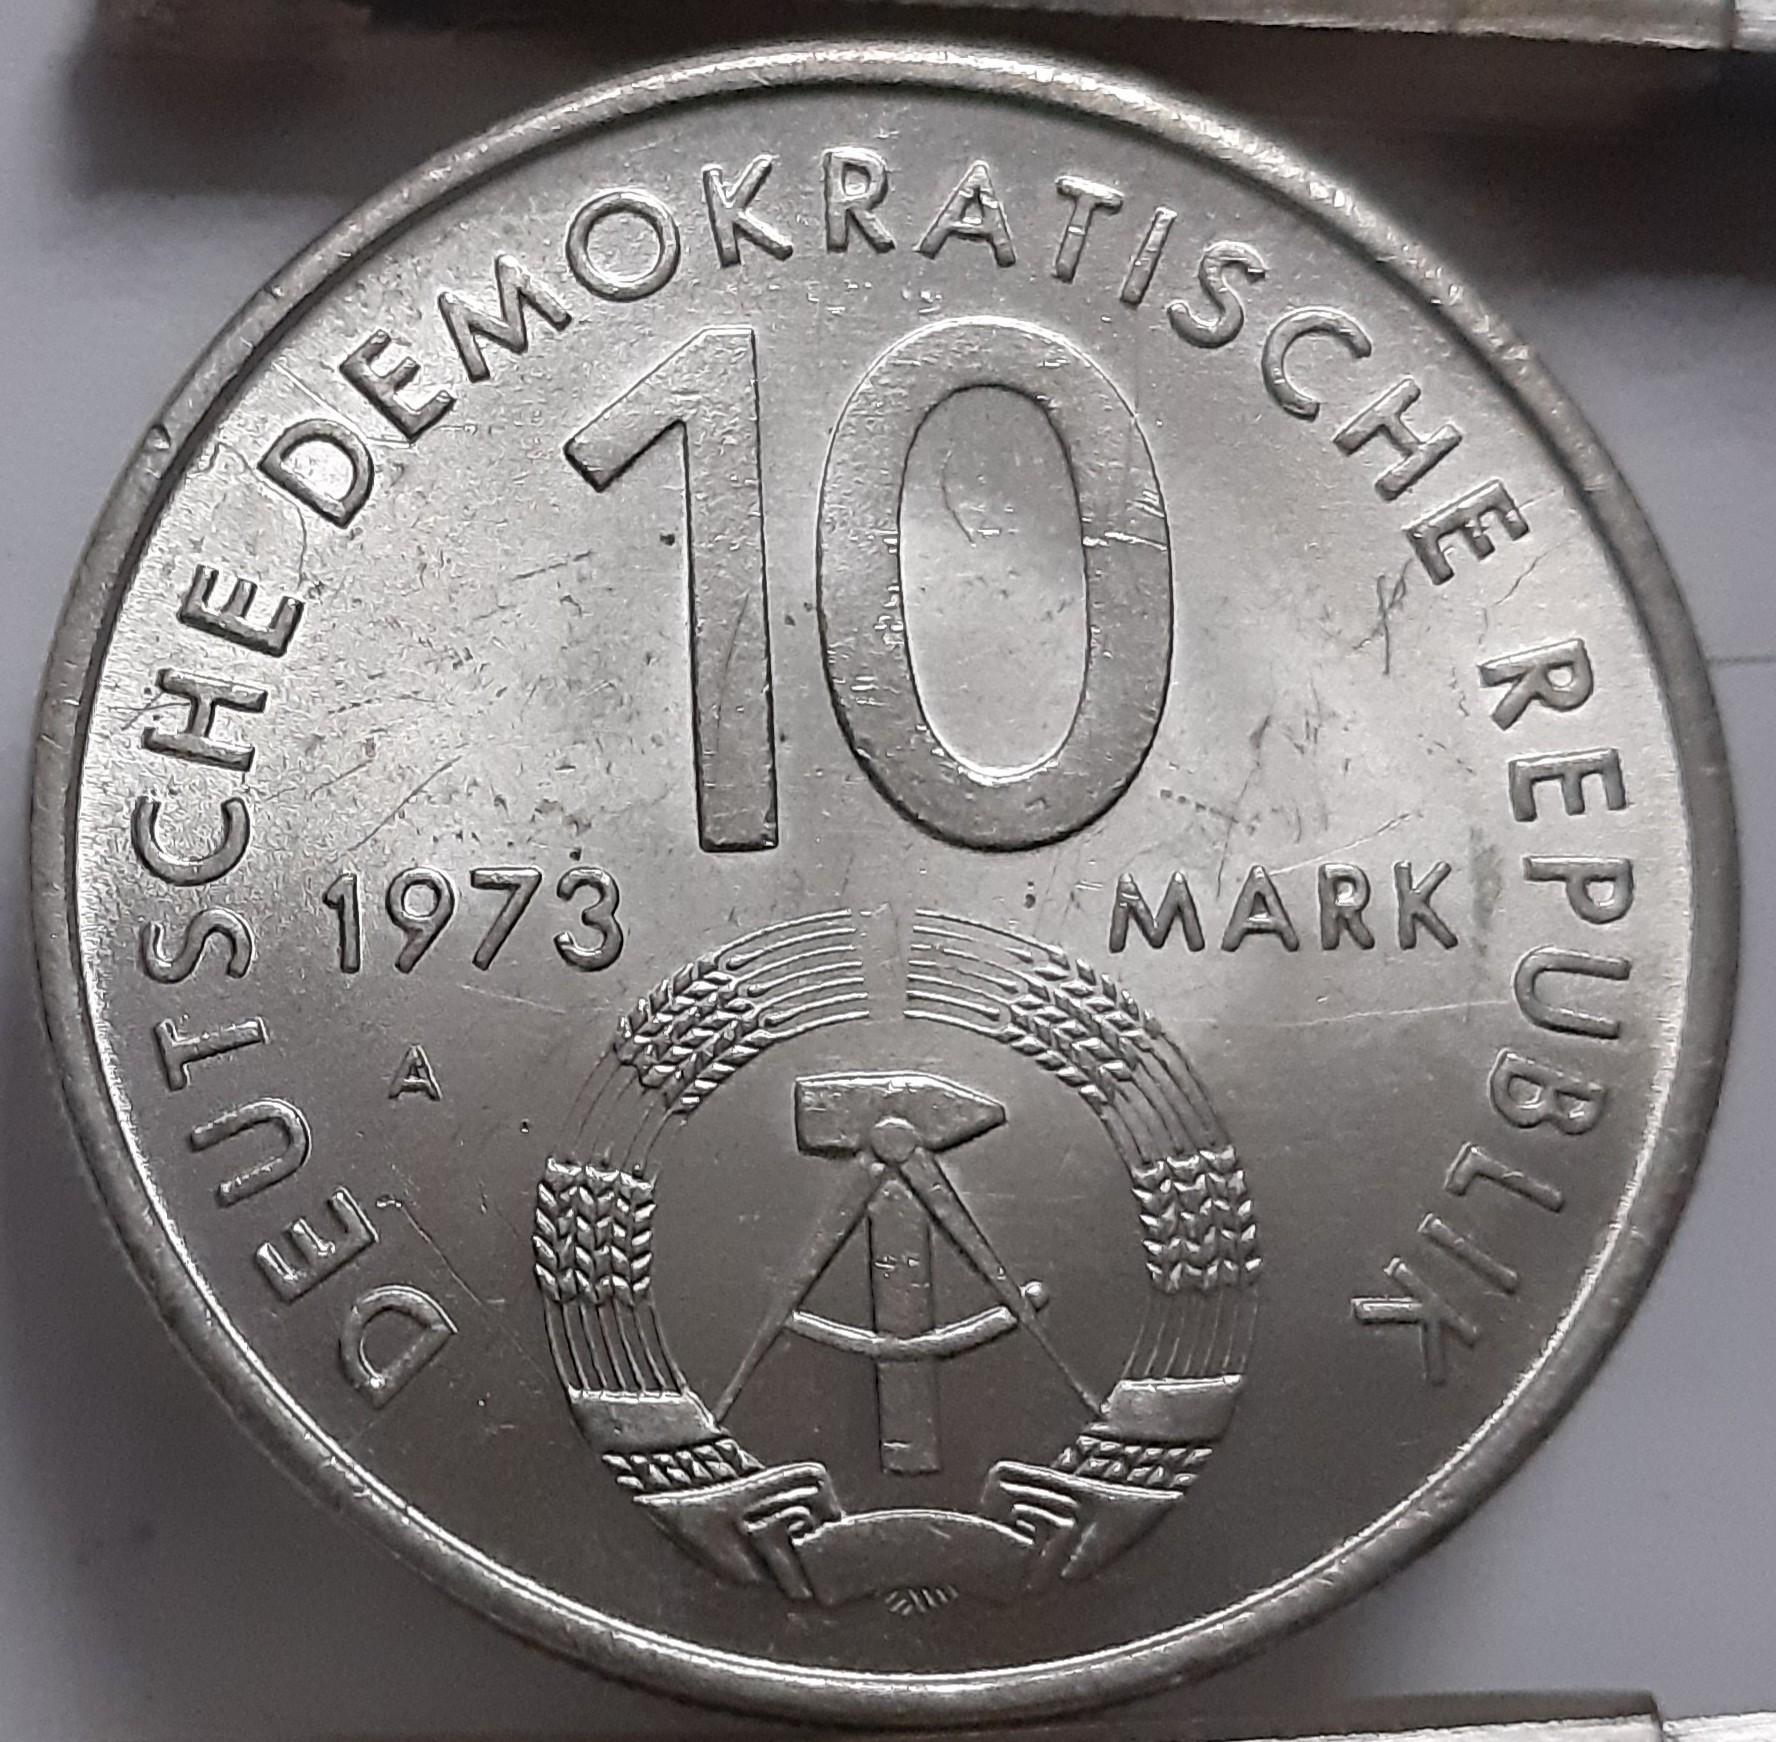 DEUTSCHE DEMOKRATISCHE REPUBLIK
10
1973 MARK
A